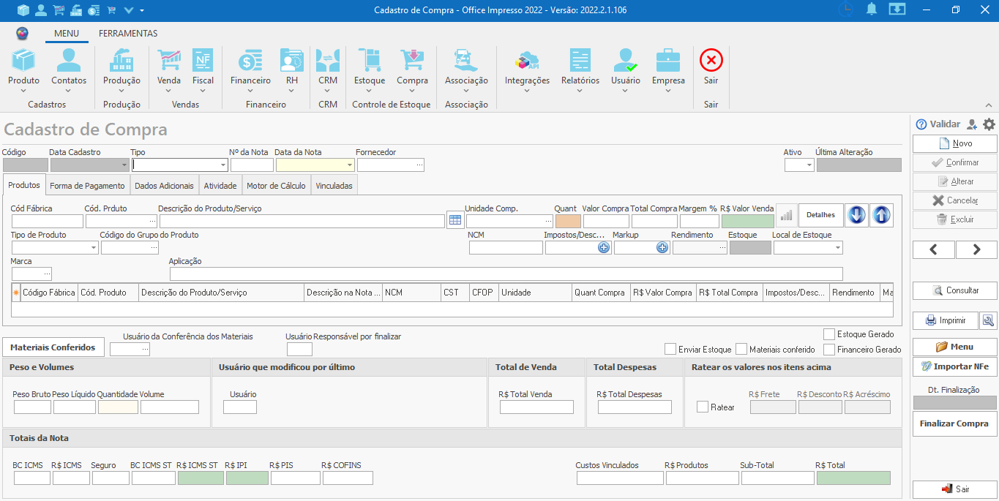 Cadastro de Compra - Office Impresso 2022 - Versão: 2022.2.1.106
MENU FERRAMENTAS
NF API
Produto Contatos Produção Venda Fiscal Financeiro RH CRM Estoque Compra Associação Integrações Relatórios Usuário Empresa Sair
Cadastros Produção Vendas Financeiro CRM Controle de Estoque Associação Sair
Cadastro de Compra
Validar
Código Data Cadastro Tipo Nº da Nota Data da Nota Fornecedor Ativo Última Alteração
Novo
Confirmar
Alterar
Cancelar
Excluir
Produtos Forma de Pagamento Dados Adicionais Atividade Motor de Cálculo Vinculadas
Cód Fábrica Cód. Prduto Descrição do Produto/Serviço Unidade Comp. Quant Valor Compra Total Compra Margem % R$ Valor Venda Detalhes
Tipo de Produto Código do Grupo do Produto NCM Impostos/Desc... Markup Rendimento Estoque Local de Estoque
Marca Aplicação
Código Fábrica Cód. Produto Descrição do Produto/Serviço Descrição na Nota ... NCM CST CFOP Unidade Quant Compra R$ Valor Compra R$ Total Compra Impostos/Desc... Rendimento Ma
Consultar
Imprimir
Menu
Importar NFe
Dt. Finalização
Finalizar Compra
Sair
Materiais Conferidos Usuário da Conferência dos Materiais Usuário Responsável por finalizar
Estoque Gerado
Enviar Estoque Materiais conferido Financeiro Gerado
Peso e Volumes Usuário que modificou por último Total de Venda Total Despesas Ratear os valores nos itens acima
Peso Bruto Peso Líquido Quantidade Volume Usuário R$ Total Venda R$ Total Despesas Ratear R$ Frete R$ Desconto R$ Acréscimo
Totais da Nota
BC ICMS R$ ICMS Seguro BC ICMS ST R$ ICMS ST R$ IPI R$ PIS R$ COFINS Custos Vinculados R$ Produtos Sub-Total R$ Total